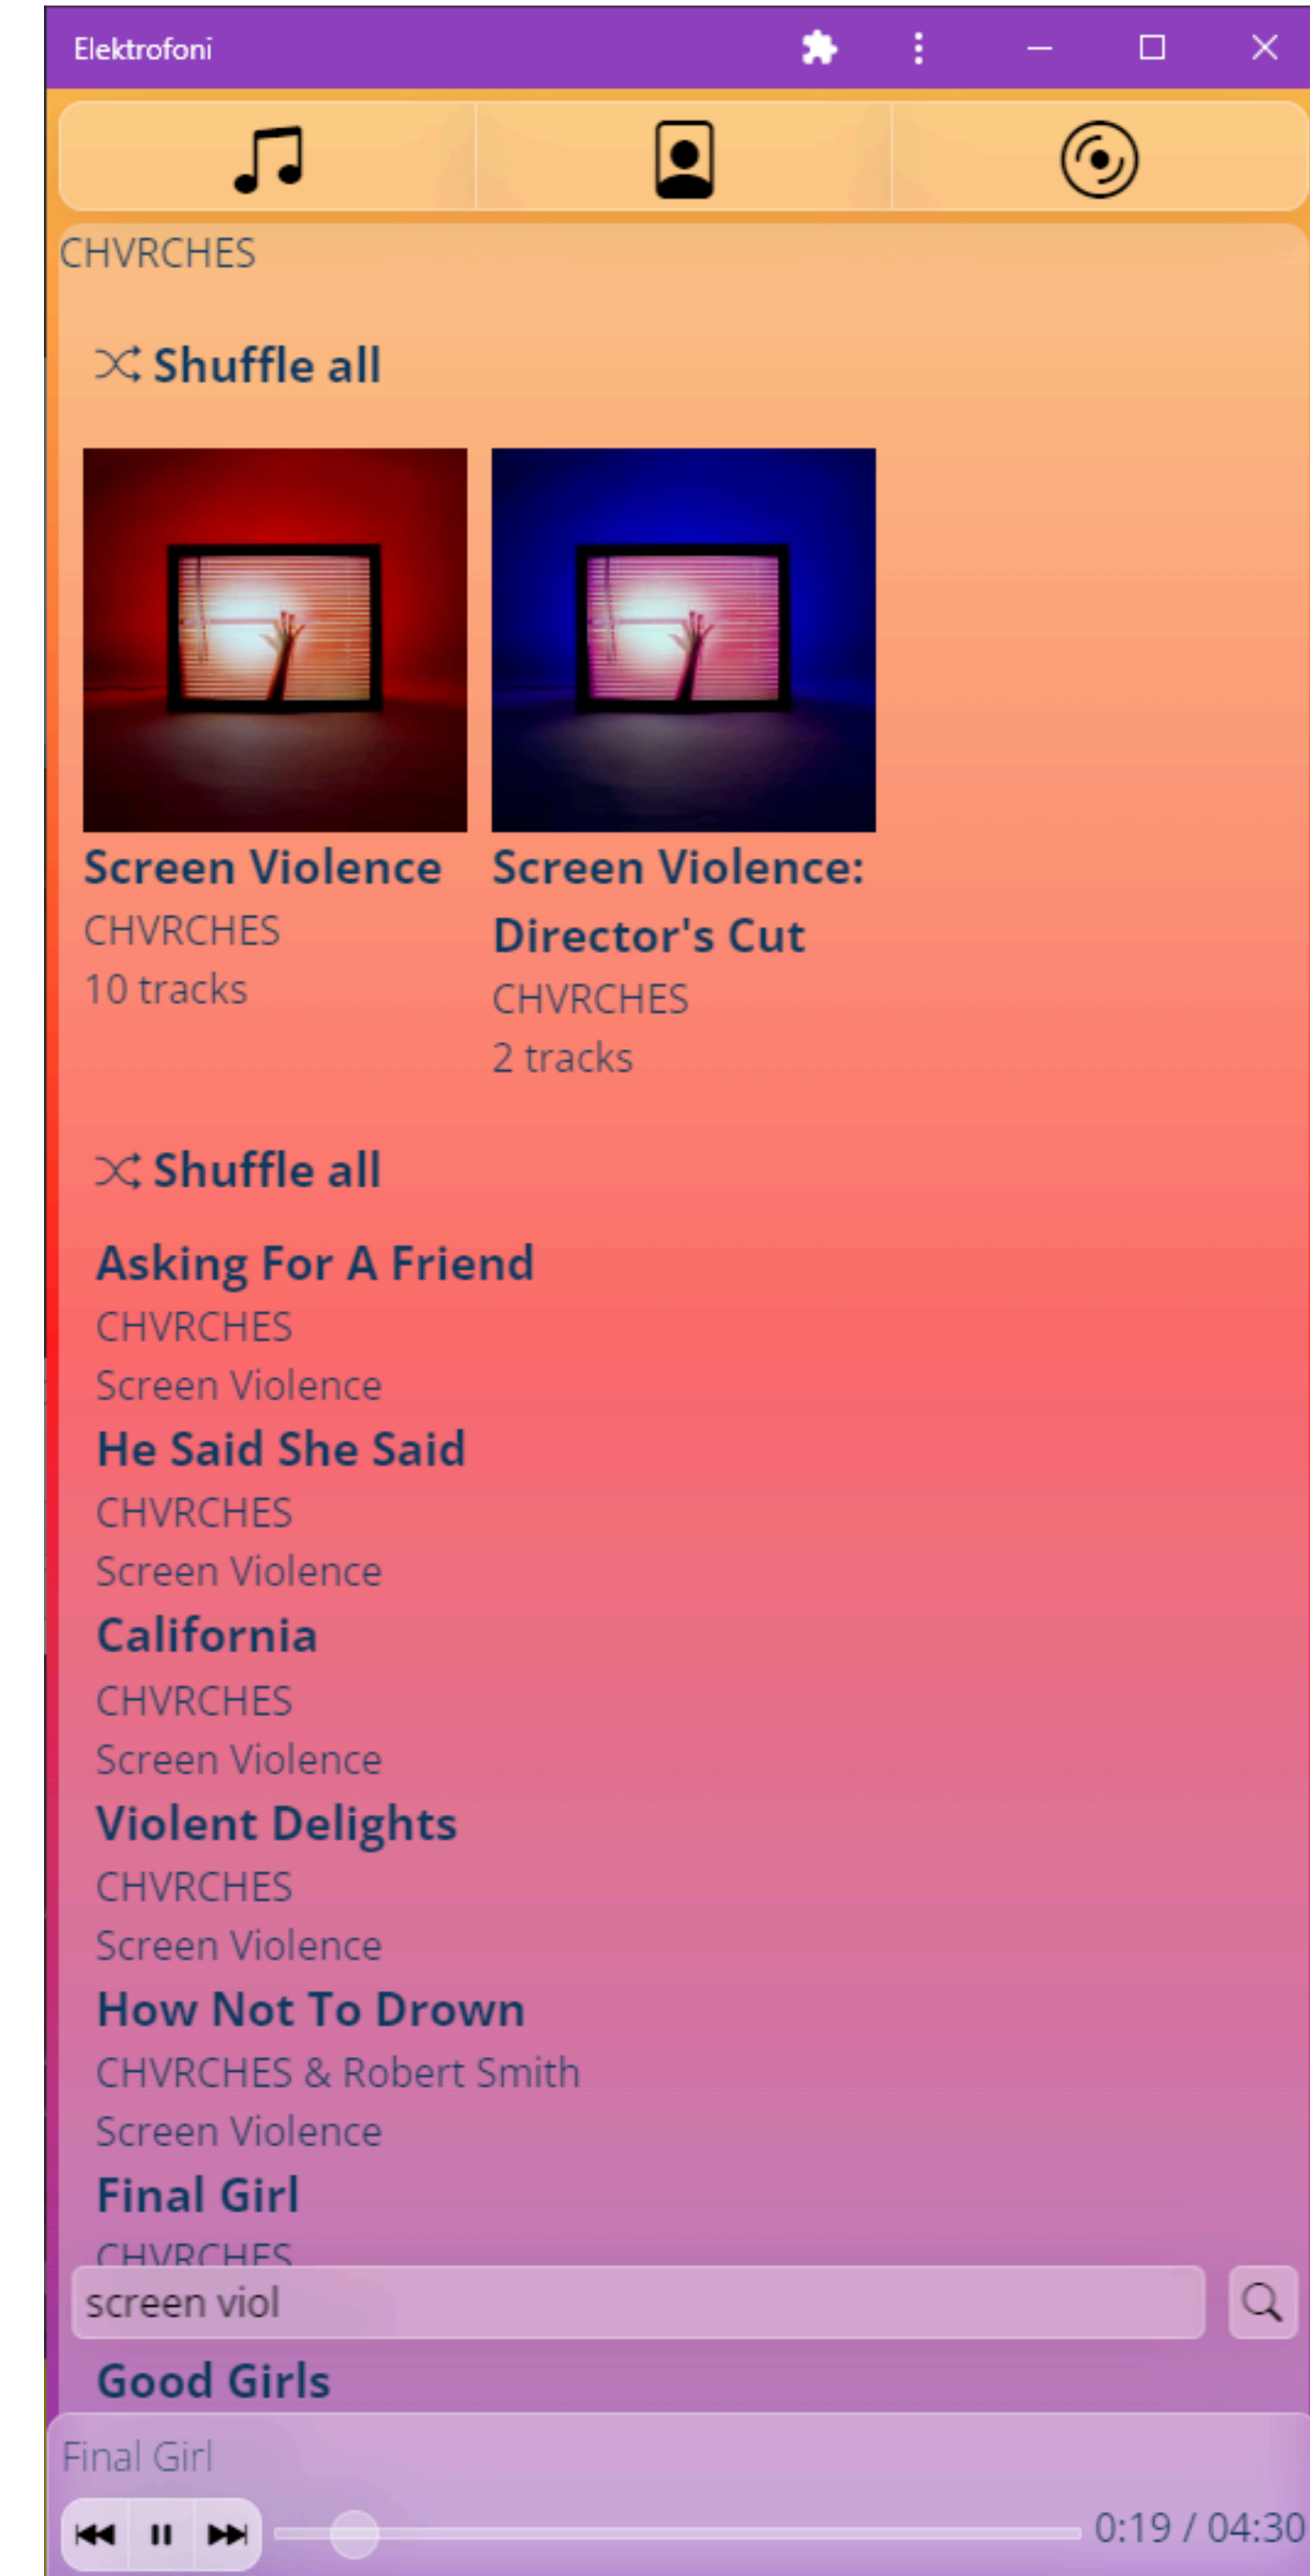 Elektrofoni
CHVRCHES
Shuffle all
Screen Violence
CHVRCHES
10 tracks
Screen Violence:
Director's Cut
CHVRCHES
2 tracks
Shuffle all
Asking For A Friend
CHVRCHES
Screen Violence
He Said She Said
CHVRCHES
Screen Violence
California
CHVRCHES
Screen Violence
Violent Delights
CHVRCHES
Screen Violence
How Not To Drown
CHVRCHES & Robert Smith
Screen Violence
Final Girl
CHVRCHES
screen viol
Good Girls
Final Girl
0:19 / 04:30